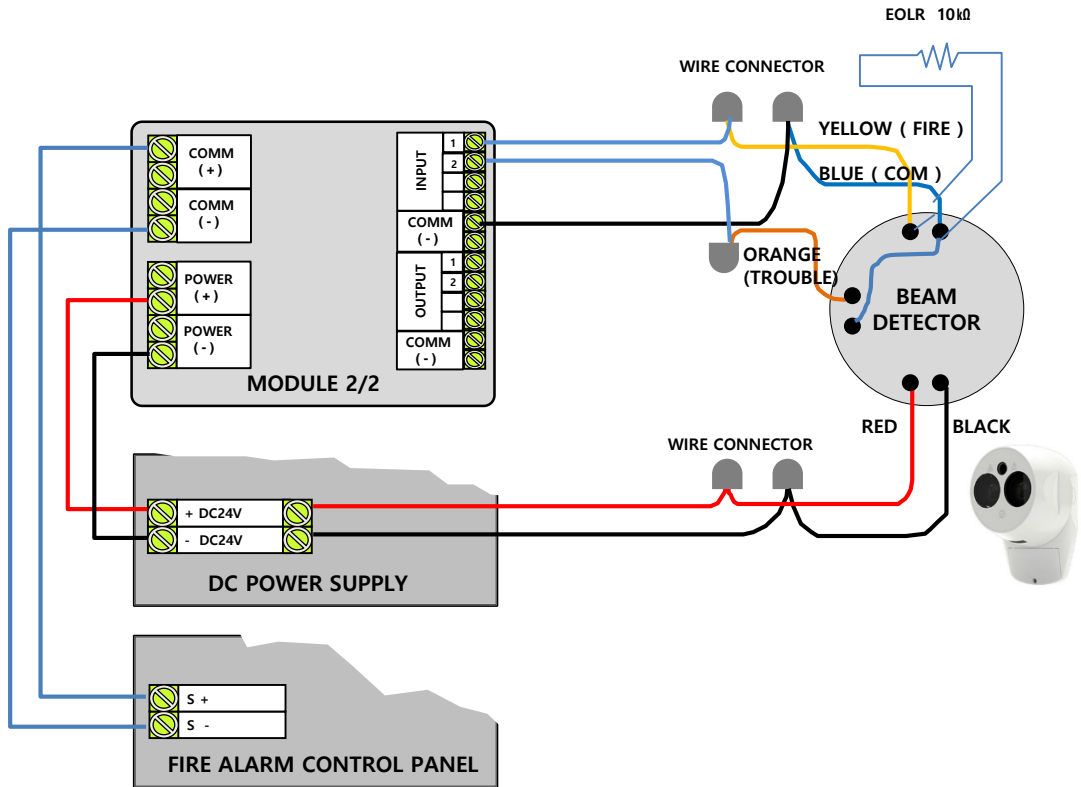 EOLR 10㏀
WIRE CONNECTOR
YELLOW ( FIRE )
BLUE ( COM )
COMM
( + )
COMM
( - )
POWER
( + )
POWER
( - )
INPUT
1
2
COMM
( - )
OUTPUT
1
2
COMM
( - )
MODULE 2/2
ORANGE
(TROUBLE)
BEAM
DETECTOR
RED
BLACK
WIRE CONNECTOR
+ DC24V
- DC24V
DC POWER SUPPLY
S +
S -
FIRE ALARM CONTROL PANEL